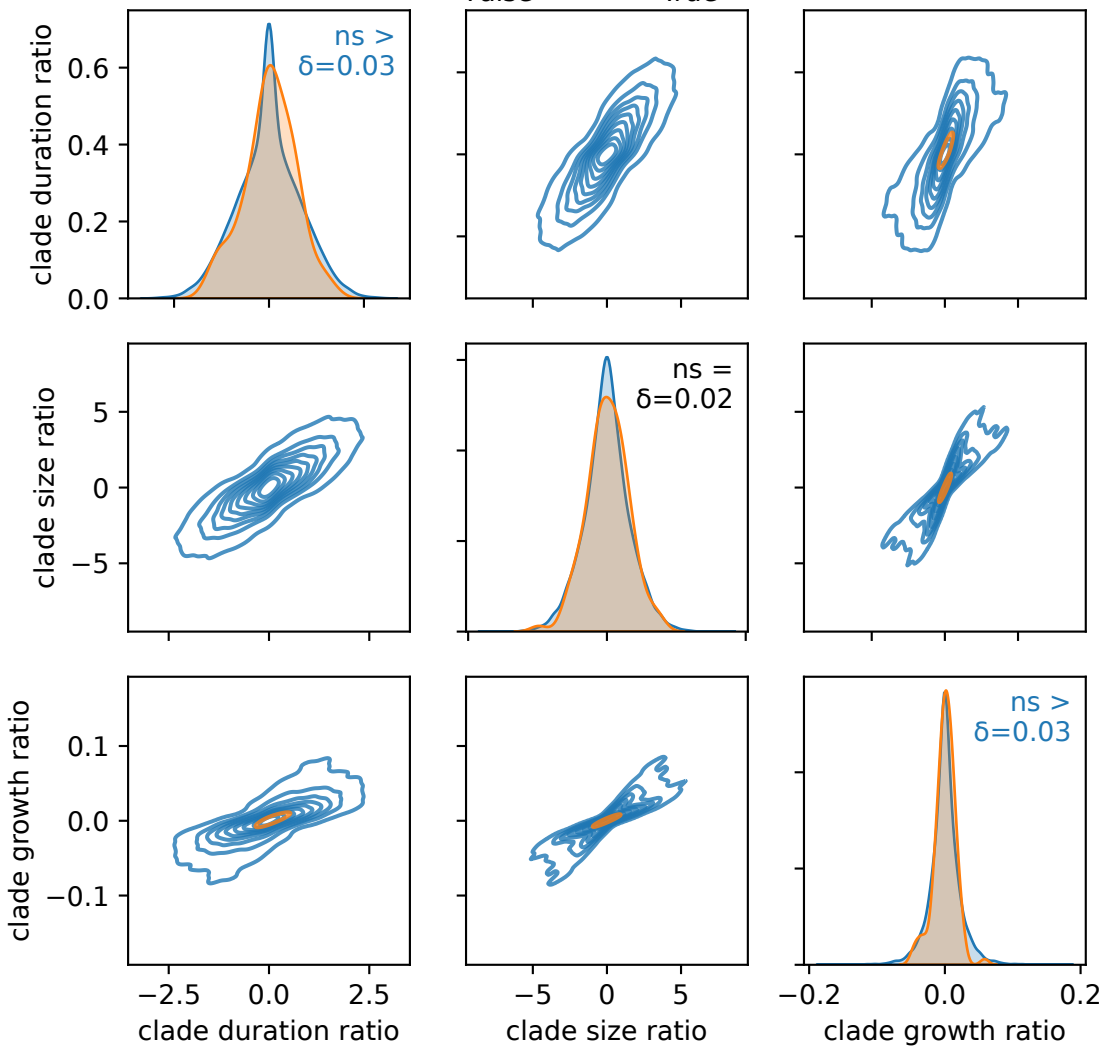 clade duration ratio
0.6
0.4
0.2
0.0
ns >
δ=0.03
clade size ratio
5
0
−5
ns =
δ=0.02
clade growth ratio
0.1
0.0
−0.1
ns >
δ=0.03
−2.5 0.0 2.5
−5 0 5
−0.2 0.0 0.2
clade duration ratio
clade size ratio
clade growth ratio